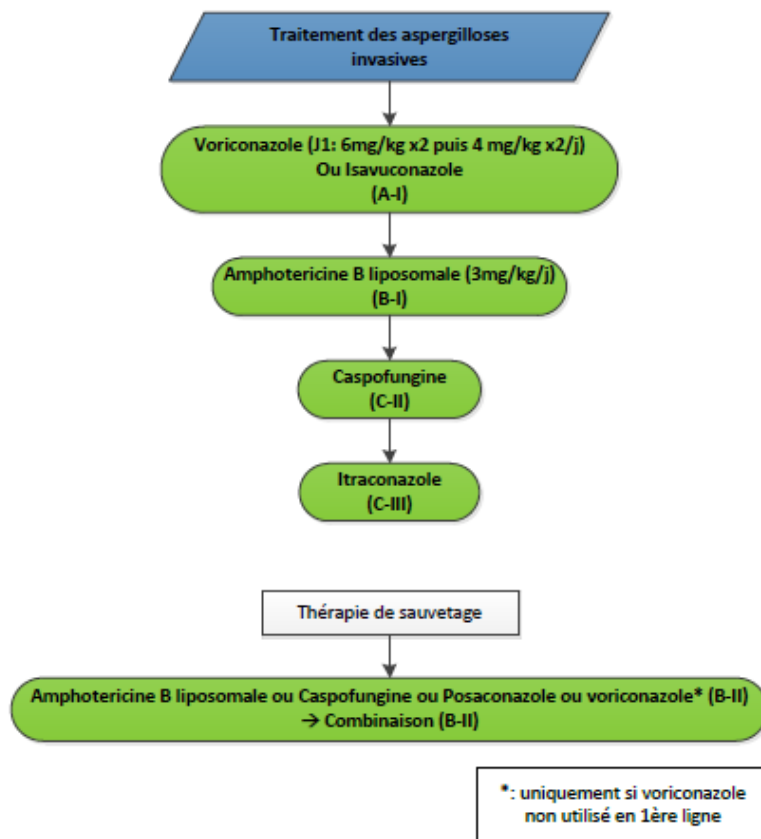 Traitement des aspergilloses
invasives
Voriconazole (J1: 6mg/kg x2 puis 4 mg/kg x2/j)
Ou Isavuconazole
(A-I)
Amphotericine B liposomale (3mg/kg/j)
(B-I)
Caspofungine
(C-II)
Itraconazole
(C-III)
Thérapie de sauvetage
Amphotericine B liposomale ou Caspofungine ou Posaconazole ou voriconazole* (B-II)
→ Combinaison (B-II)
*: uniquement si voriconazole
non utilisé en 1ère ligne